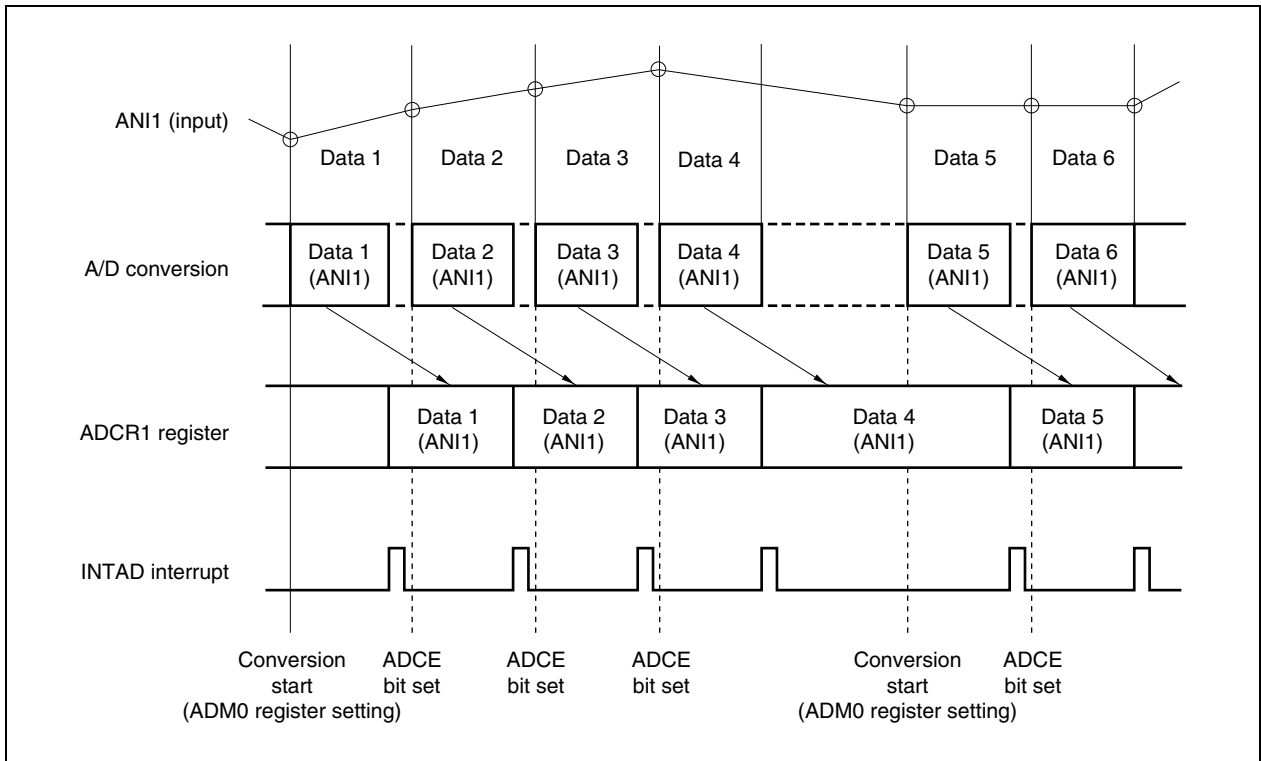 ANI1 (input)
Data 1 Data 2 Data 3 Data 4 Data 5 Data 6
A/D conversion
Data 1 Data 2 Data 3 Data 4 Data 5 Data 6
(ANI1) (ANI1) (ANI1) (ANI1) (ANI1) (ANI1)
ADCR1 register
Data 1 Data 2 Data 3 Data 4 Data 5
(ANI1) (ANI1) (ANI1) (ANI1) (ANI1)
INTAD interrupt
Conversion ADCE ADCE ADCE Conversion ADCE
start bit set bit set bit set start bit set
(ADM0 register setting) (ADM0 register setting)